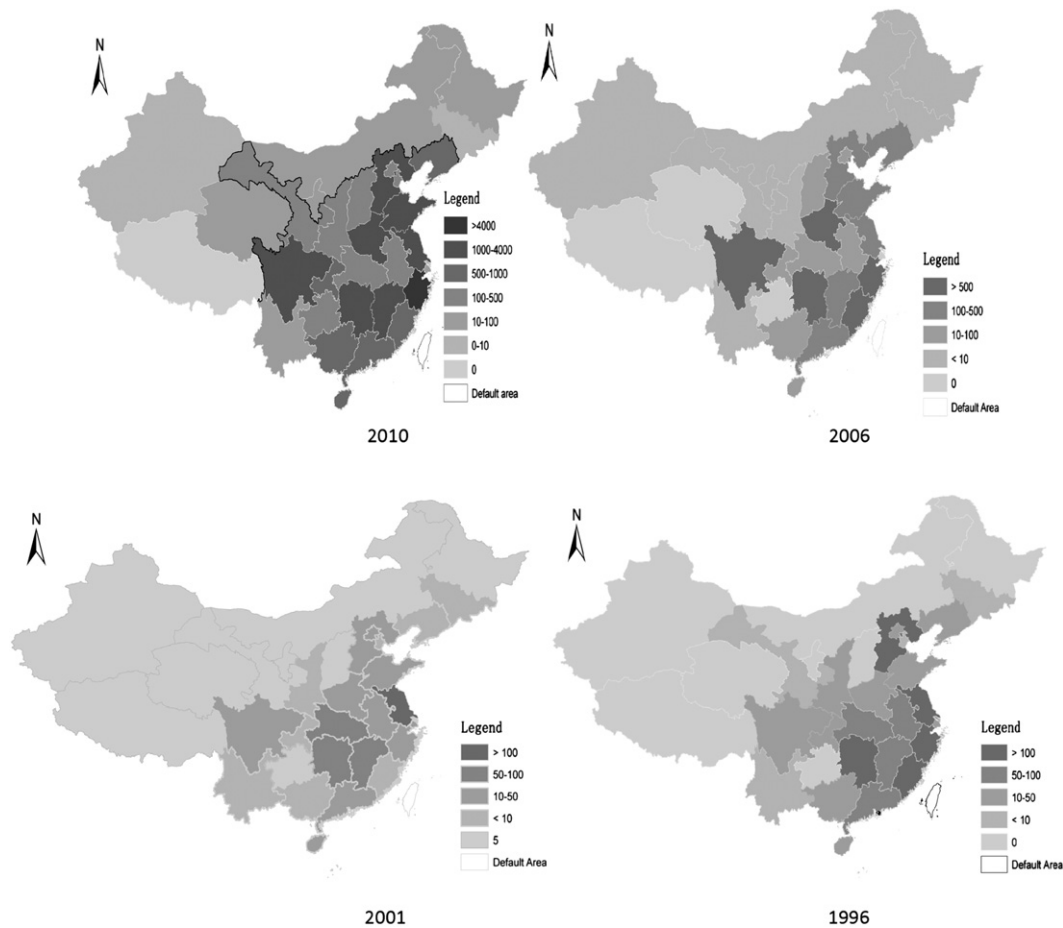 N
Legend
>4000
1000-4000
500-1000
100-500
10-100
0-10
0
Default area
2010
N
Legend
> 500
100-500
10-100
< 10
0
Default Area
2006
N
Legend
> 100
50-100
10-50
< 10
5
Default Area
2001
N
Legend
> 100
50-100
10-50
< 10
0
Default Area
1996